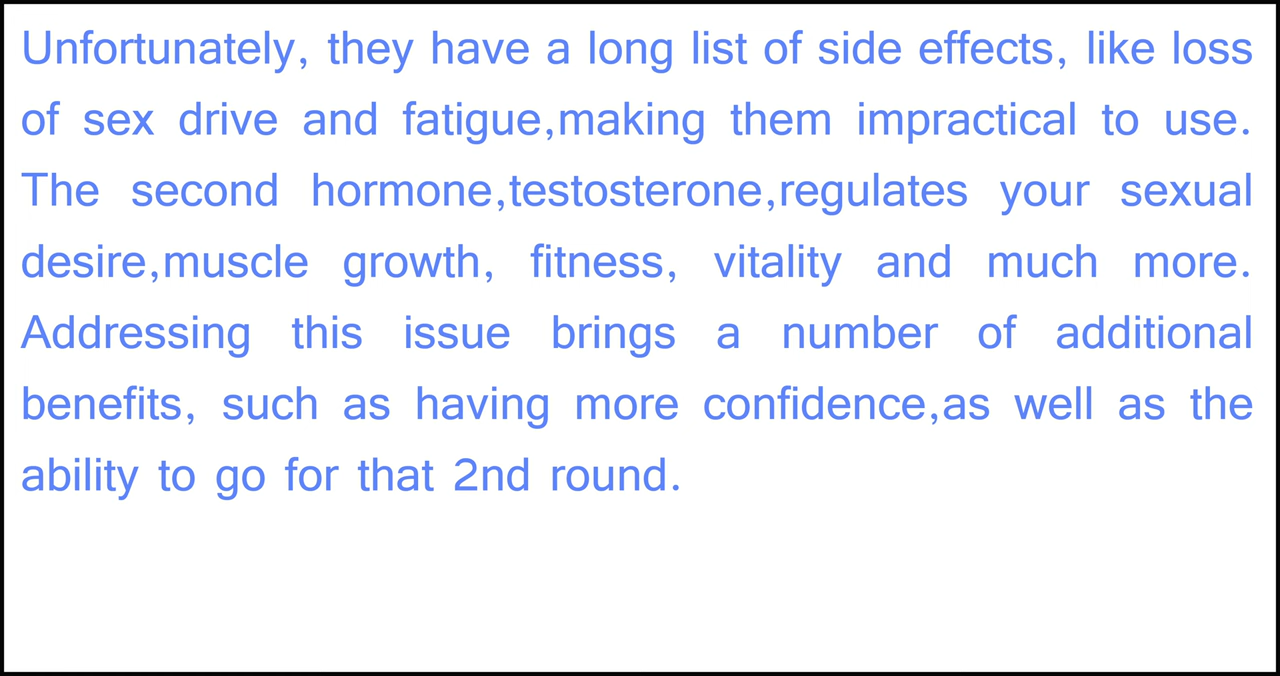 Unfortunately, they have a long list of side effects, like loss
of sex drive and fatigue,making them impractical to use.
The second hormone,testosterone,regulates your sexual
desire,muscle growth, fitness, vitality and much more.
Addressing this issue brings a number of additional
benefits, such as having more confidence,as well as the
ability to go for that 2nd round.